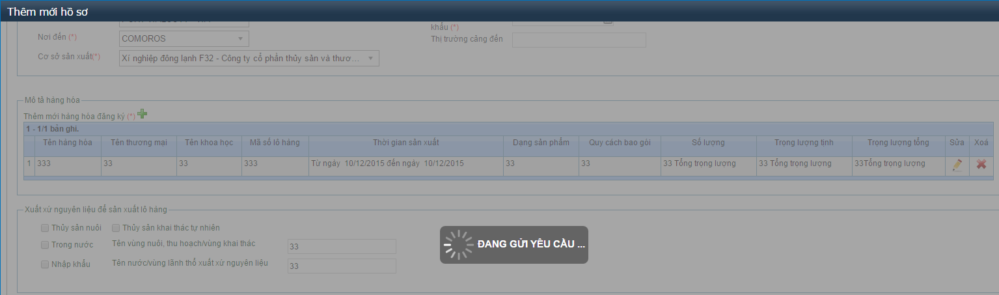 Thêm mới hồ sơ
khẩu (*)
Nơi đến (*) COMOROS Thị trường cảng đến
Cơ sở sản xuất(*) Xí nghiệp đông lạnh F32 - Công ty cổ phần thủy sản và thươ...
Mô tả hàng hóa
Thêm mới hàng hóa đăng ký (*)
1 - 1/1 bản ghi.
Tên hàng hóa Tên thương mại Tên khoa học Mã số lô hàng Thời gian sản xuất Dạng sản phẩm Quy cách bao gói Số lượng Trọng lượng tịnh Trọng lượng tổng Sửa Xoá
1 333 33 33 333 Từ ngày 10/12/2015 đến ngày 10/12/2015 33 33 33 Tổng trọng lượng 33 Tổng trọng lượng 33Tổng trọng lượng
Xuất xứ nguyên liệu để sản xuất lô hàng
Thủy sản nuôi Thủy sản khai thác tự nhiên
Trong nước Tên vùng nuôi, thu hoạch/vùng khai thác 33
ĐANG GỬI YÊU CẦU ...
Nhập khẩu Tên nước/vùng lãnh thổ xuất xứ nguyên liệu 33